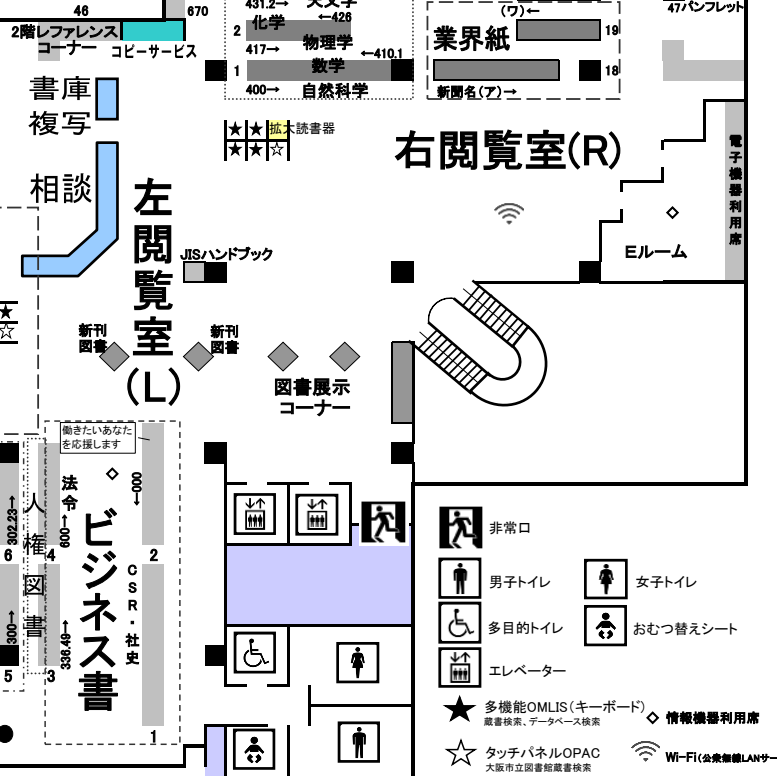 46
670
2階レファレンス
コーナー
コピーサービス
書庫
複写
相談
左閲覧室(L)
431.2→
天文学
化学
←426
2
417→
物理学
←410.1
1
数学
400→
自然科学
★★拡大読書器
★★☆
(ワ)←
業界紙
19
18
新聞名(ア)→
47パンフレット
右閲覧室(R)
電子機器利用席
Eルーム
JISハンドブック
★
☆
新刊
図書
新刊
図書
図書展示
コーナー
働きたいあなた
を応援します
法令
000→
人権図書
302.23→
600→
6
4
2
ビジネス書
CSR・社史
300→
336.49→
5
3
1
非常口
男子トイレ
女子トイレ
多目的トイレ
おむつ替えシート
エレベーター
★ 多機能OMLIS(キーボード)
蔵書検索、データベース検索
◇ 情報機器利用席
☆ タッチパネルOPAC
大阪市立図書館蔵書検索
Wi-Fi(公衆無線LANサー